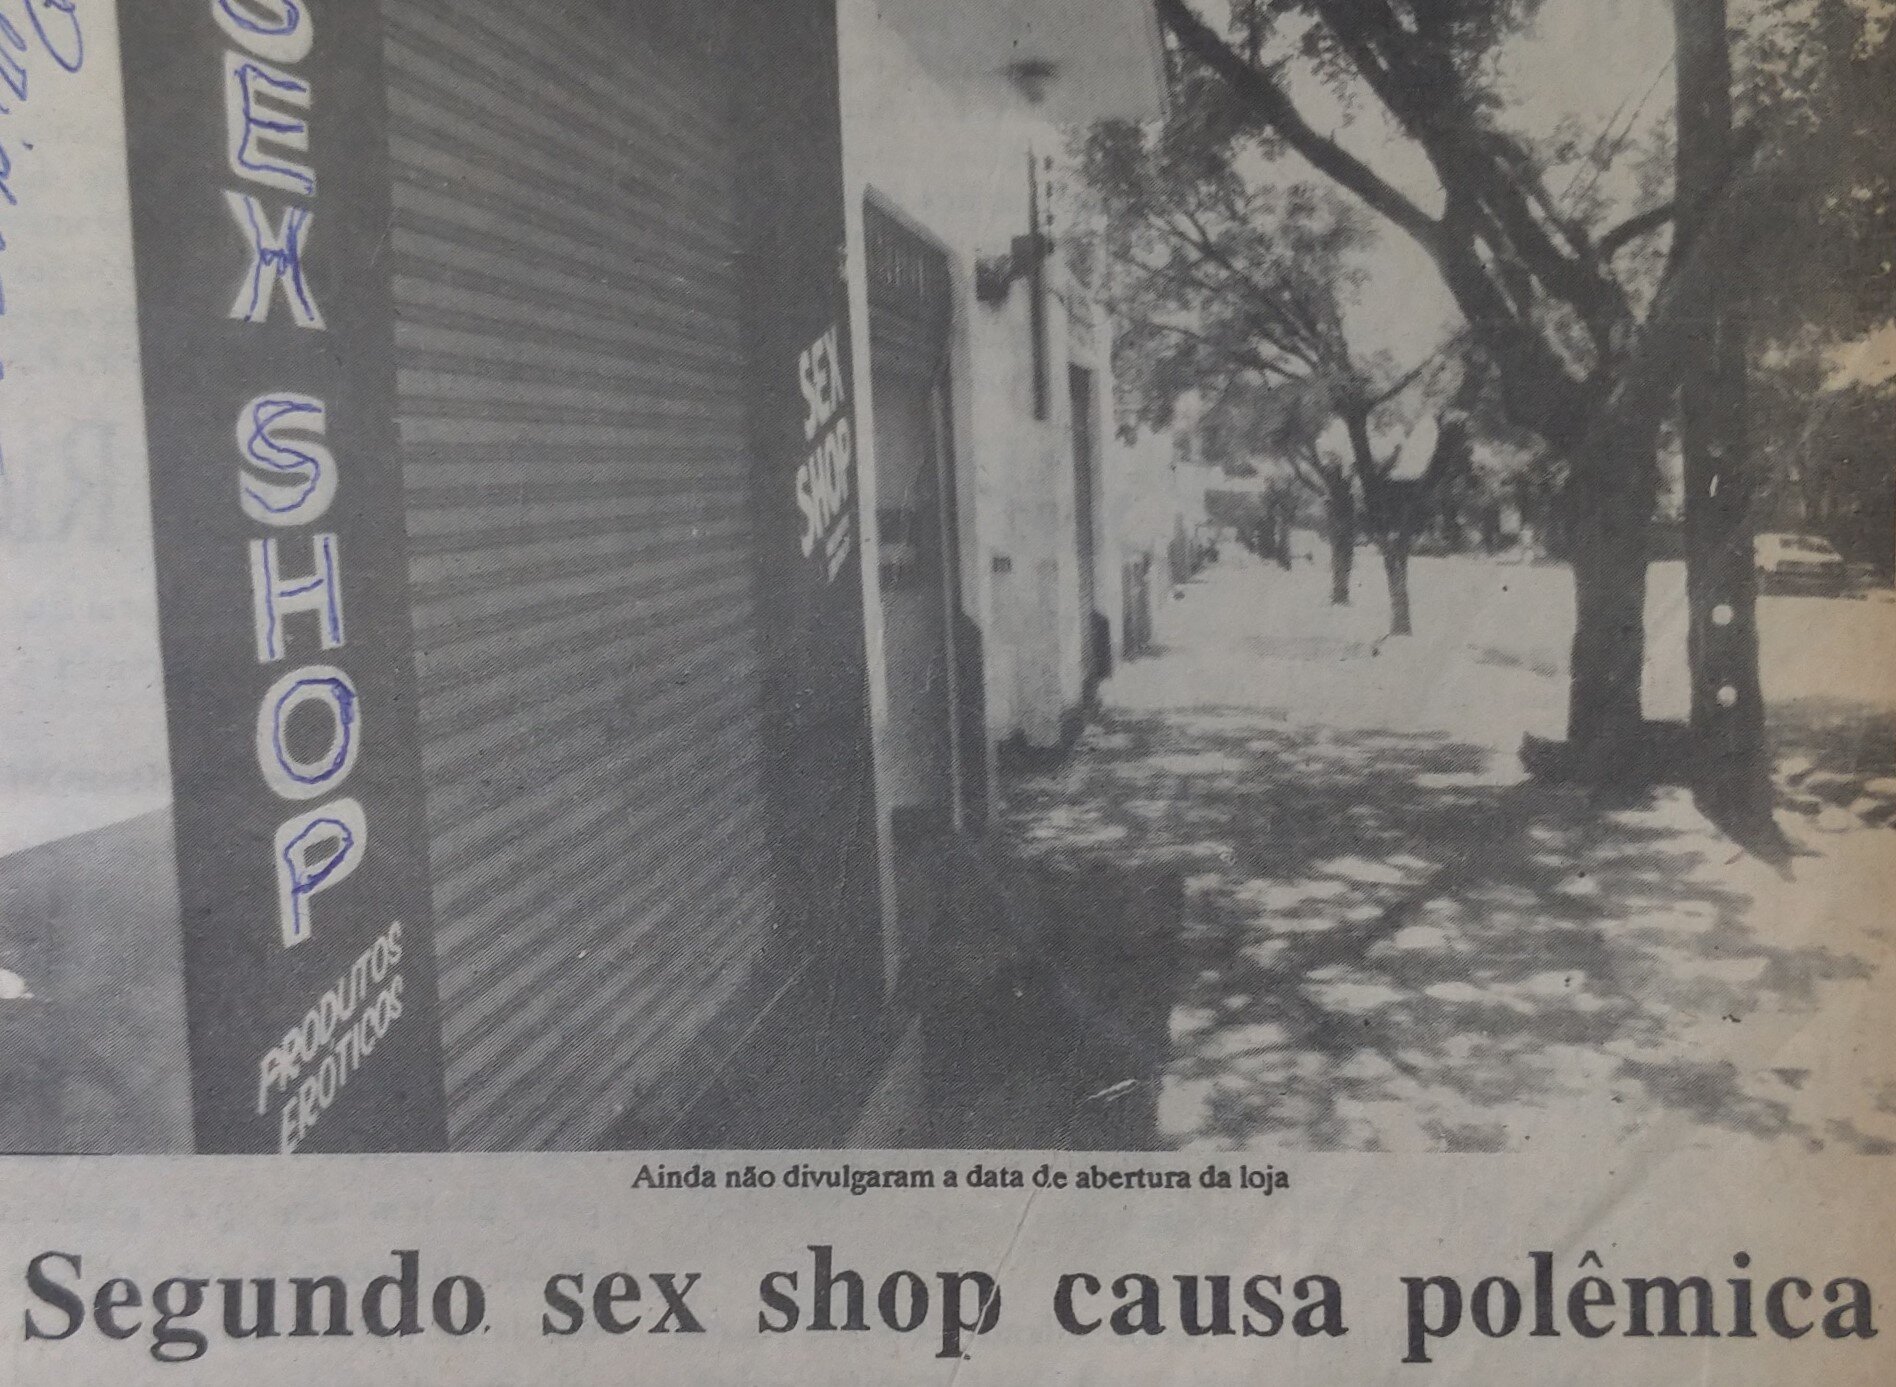 SEX
SHOP
PRODUTOS
ERÓTICOS
SEX
SHOP
Ainda não divulgaram a data de abertura da loja
Segundo sex shop causa polêmica